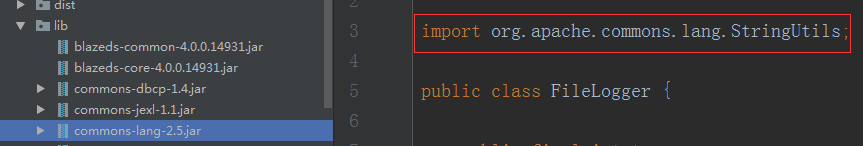 dist
lib
blazeds-common-4.0.0.14931.jar
blazeds-core-4.0.0.14931.jar
commons-dbcp-1.4.jar
commons-jexl-1.1.jar
commons-lang-2.5.jar
3 import org.apache.commons.lang.StringUtils;
4
5 public class FileLogger {
6